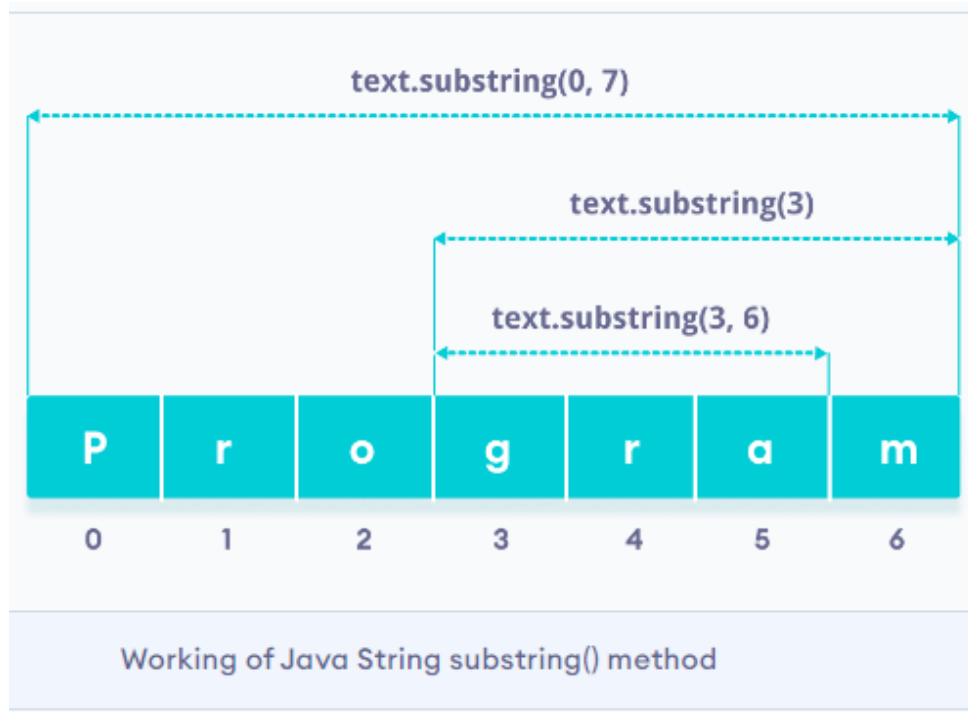 text.substring(0, 7)
text.substring(3)
text.substring(3, 6)
P r o g r a m
0 1 2 3 4 5 6
Working of Java String substring() method